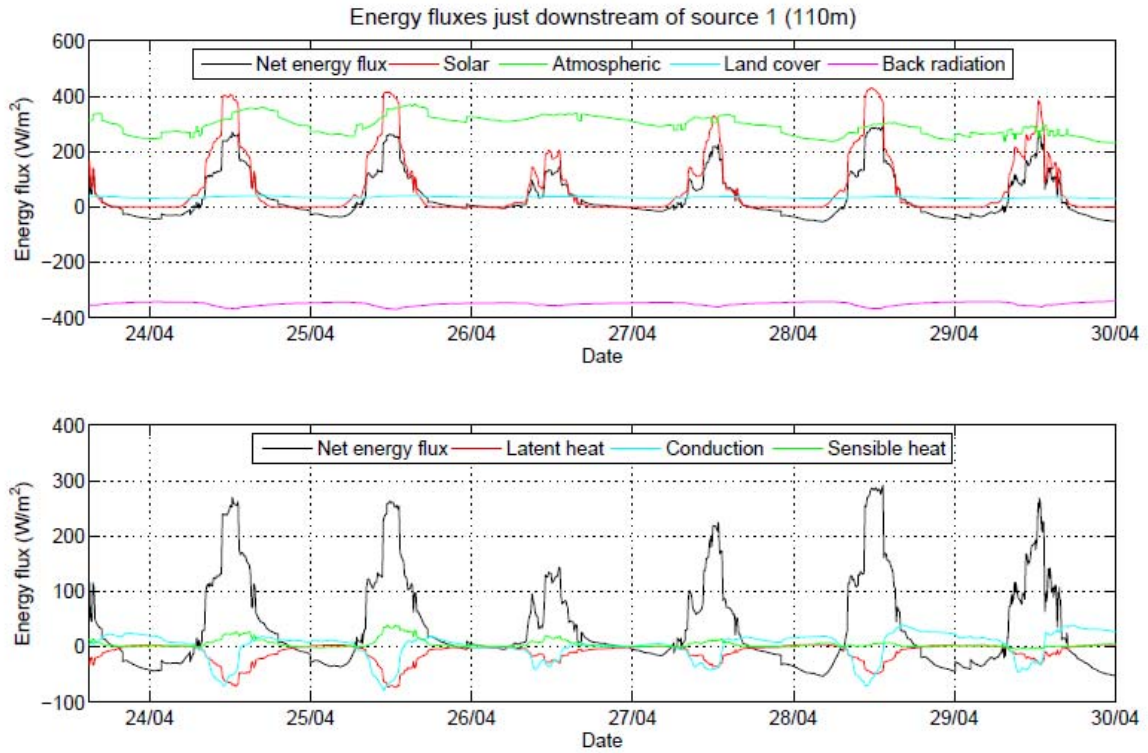 Energy fluxes just downstream of source 1 (110m)
600
Net energy flux Solar Atmospheric Land cover Back radiation
400
200
0
−200
−400
Energy flux (W/m²)
24/04 25/04 26/04 27/04 28/04 29/04 30/04
Date
400
Net energy flux Latent heat Conduction Sensible heat
300
200
100
0
−100
Energy flux (W/m²)
24/04 25/04 26/04 27/04 28/04 29/04 30/04
Date